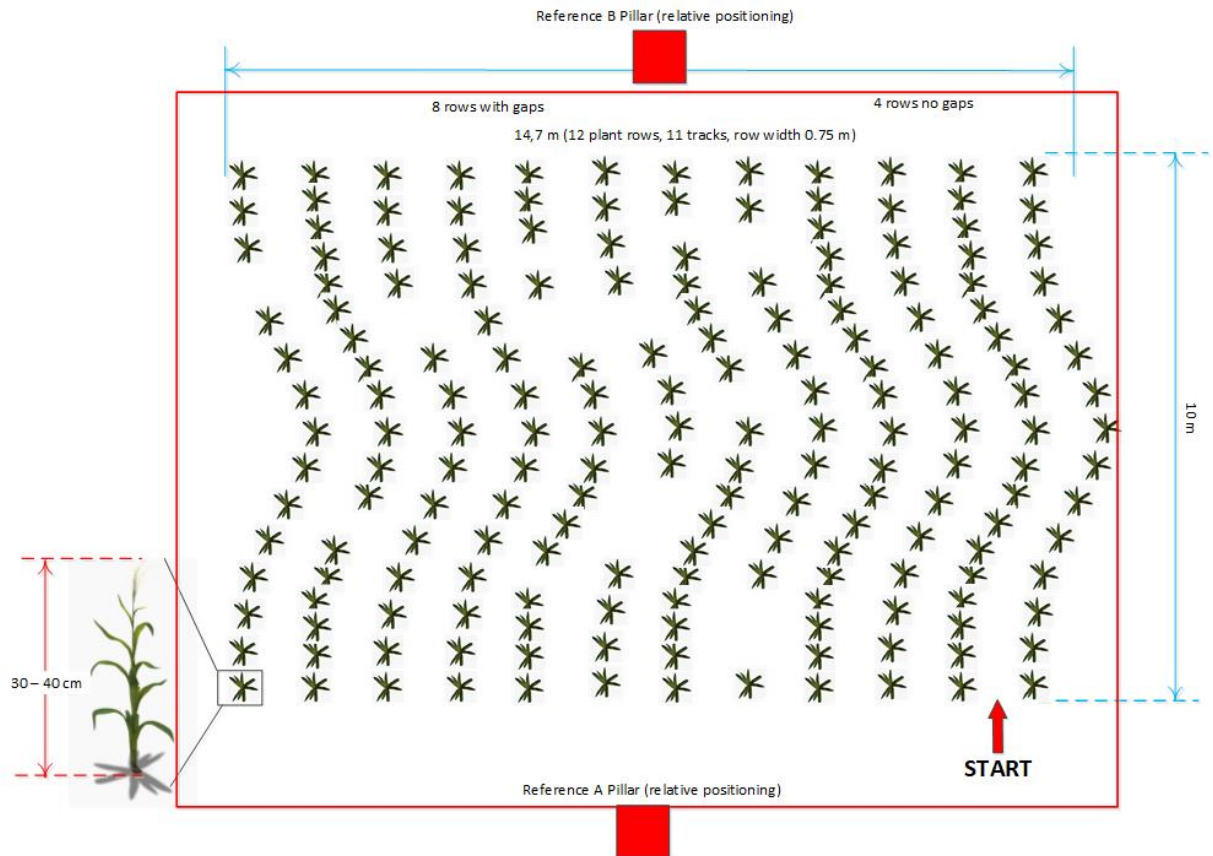 Reference B Pillar (relative positioning)
8 rows with gaps
4 rows no gaps
14,7 m (12 plant rows, 11 tracks, row width 0.75 m)
10 m
30 – 40 cm
START
Reference A Pillar (relative positioning)